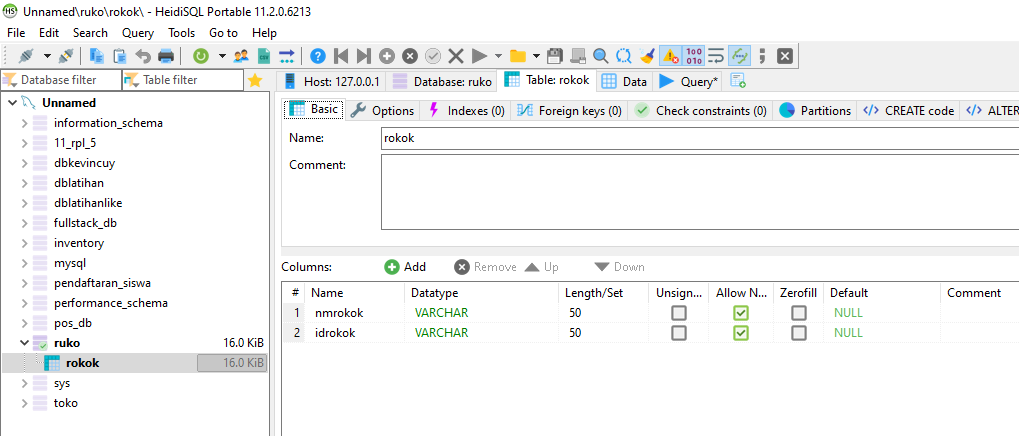 Unnamed\ruko\rokok\ - HeidiSQL Portable 11.2.0.6213
File Edit Search Query Tools Go to Help
Database filter Table filter
Host: 127.0.0.1 Database: ruko Table: rokok Data Query*
Unnamed
information_schema
11_rpl_5
dbkevincuy
dblatihan
dblatihanlike
fullstack_db
inventory
mysql
pendaftaran_siswa
performance_schema
pos_db
ruko 16.0 KiB
rokok 16.0 KiB
sys
toko
Basic Options Indexes (0) Foreign keys (0) Check constraints (0) Partitions CREATE code ALTER
Name: rokok
Comment:
Columns: Add Remove Up Down
# Name Datatype Length/Set Unsign... Allow N... Zerofill Default Comment
1 nmrokok VARCHAR 50 NULL
2 idrokok VARCHAR 50 NULL